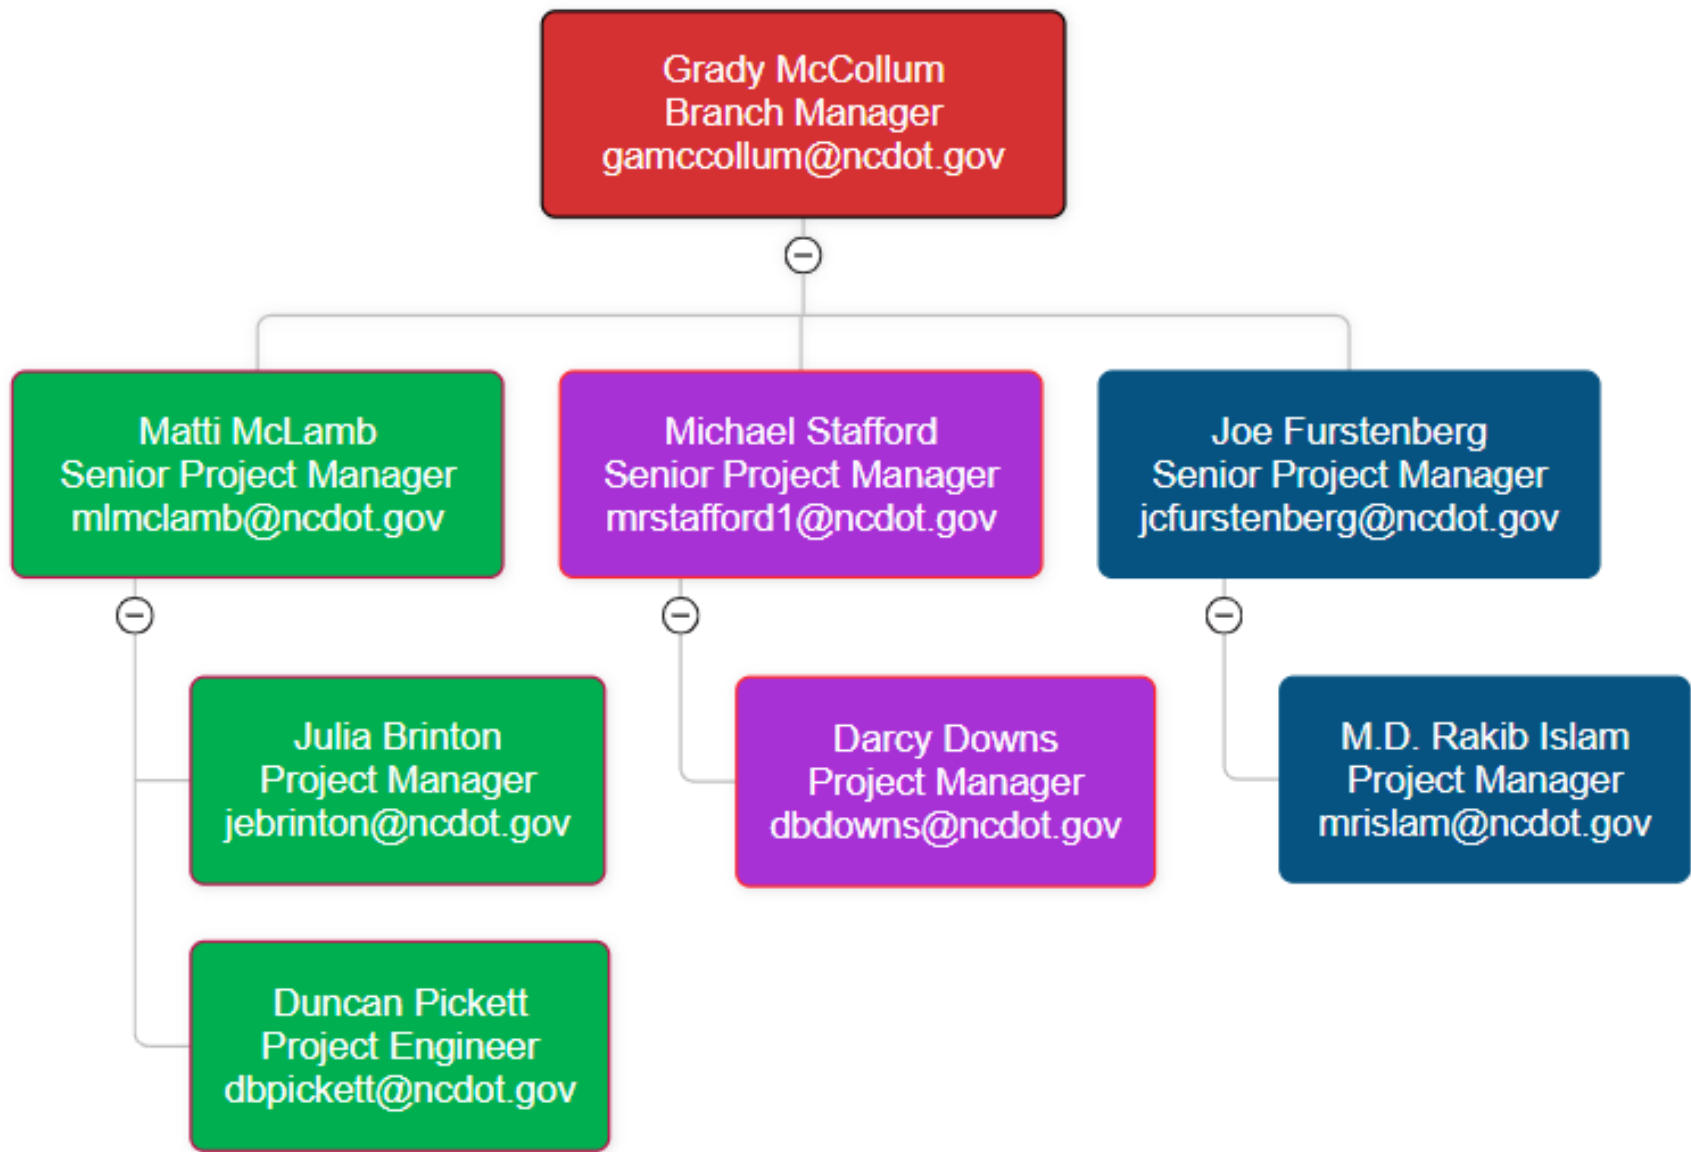 Grady McCollum
Branch Manager
gamccollum@ncdot.gov
Matti McLamb
Senior Project Manager
mlmclamb@ncdot.gov
Michael Stafford
Senior Project Manager
mrstafford1@ncdot.gov
Joe Furstenberg
Senior Project Manager
jcfurstenberg@ncdot.gov
Julia Brinton
Project Manager
jebrinton@ncdot.gov
Darcy Downs
Project Manager
dbdowns@ncdot.gov
M.D. Rakib Islam
Project Manager
mrislam@ncdot.gov
Duncan Pickett
Project Engineer
dbpickett@ncdot.gov